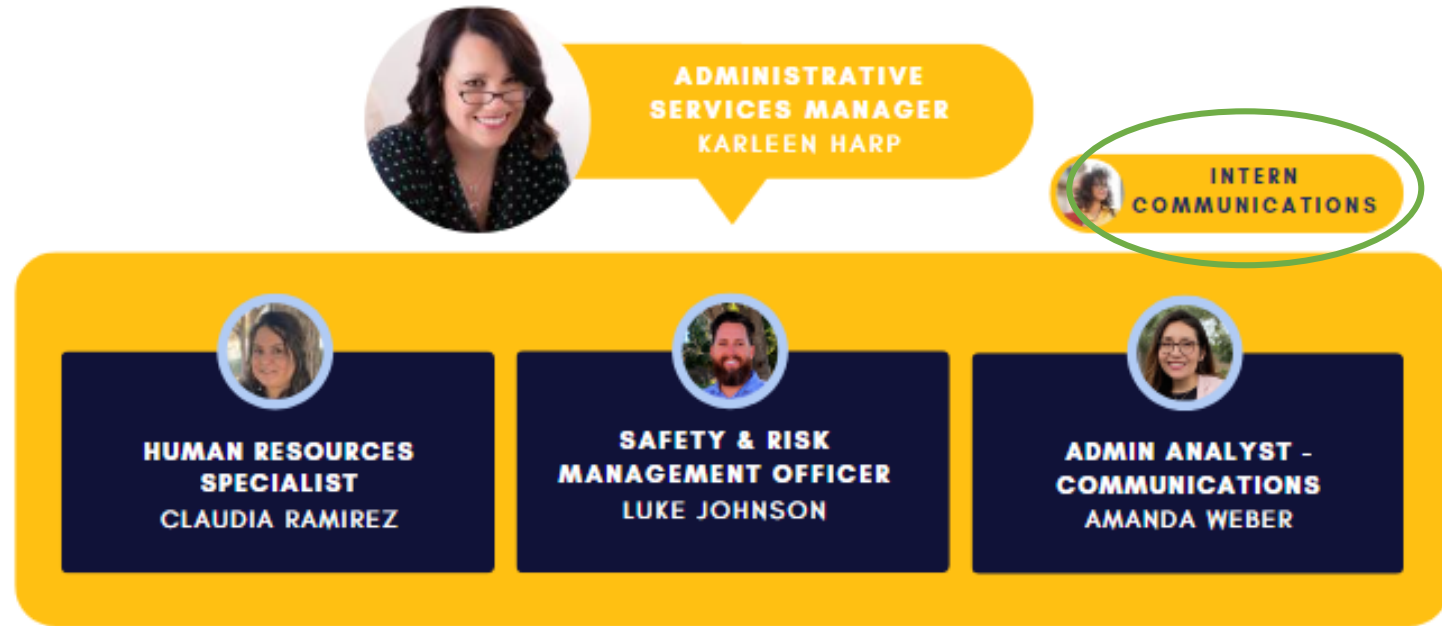 ADMINISTRATIVE
SERVICES MANAGER
KARLEEN HARP
INTERN
COMMUNICATIONS
HUMAN RESOURCES
SPECIALIST
CLAUDIA RAMIREZ
SAFETY & RISK
MANAGEMENT OFFICER
LUKE JOHNSON
ADMIN ANALYST -
COMMUNICATIONS
AMANDA WEBER